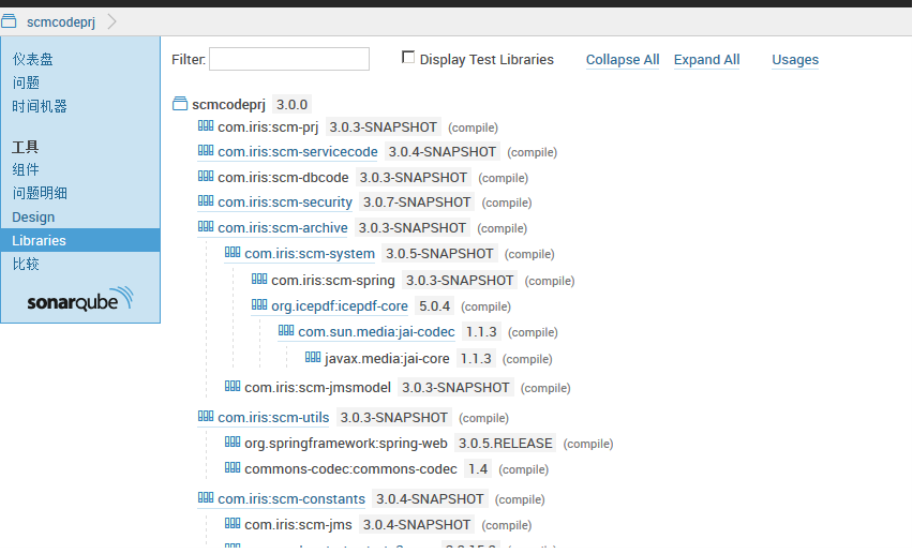 scmcodeprj
仪表盘
问题
时间机器
工具
组件
问题明细
Design
Libraries
比较
sonarqube
Filter: Display Test Libraries Collapse All Expand All Usages
scmcodeprj 3.0.0
com.iris:scm-prj 3.0.3-SNAPSHOT (compile)
com.iris:scm-servicecode 3.0.4-SNAPSHOT (compile)
com.iris:scm-dbcode 3.0.3-SNAPSHOT (compile)
com.iris:scm-security 3.0.7-SNAPSHOT (compile)
com.iris:scm-archive 3.0.3-SNAPSHOT (compile)
com.iris:scm-system 3.0.5-SNAPSHOT (compile)
com.iris:scm-spring 3.0.3-SNAPSHOT (compile)
org.icepdf:icepdf-core 5.0.4 (compile)
com.sun.media:jai-codec 1.1.3 (compile)
javax.media:jai-core 1.1.3 (compile)
com.iris:scm-jmsmodel 3.0.3-SNAPSHOT (compile)
com.iris:scm-utils 3.0.3-SNAPSHOT (compile)
org.springframework:spring-web 3.0.5.RELEASE (compile)
commons-codec:commons-codec 1.4 (compile)
com.iris:scm-constants 3.0.4-SNAPSHOT (compile)
com.iris:scm-jms 3.0.4-SNAPSHOT (compile)